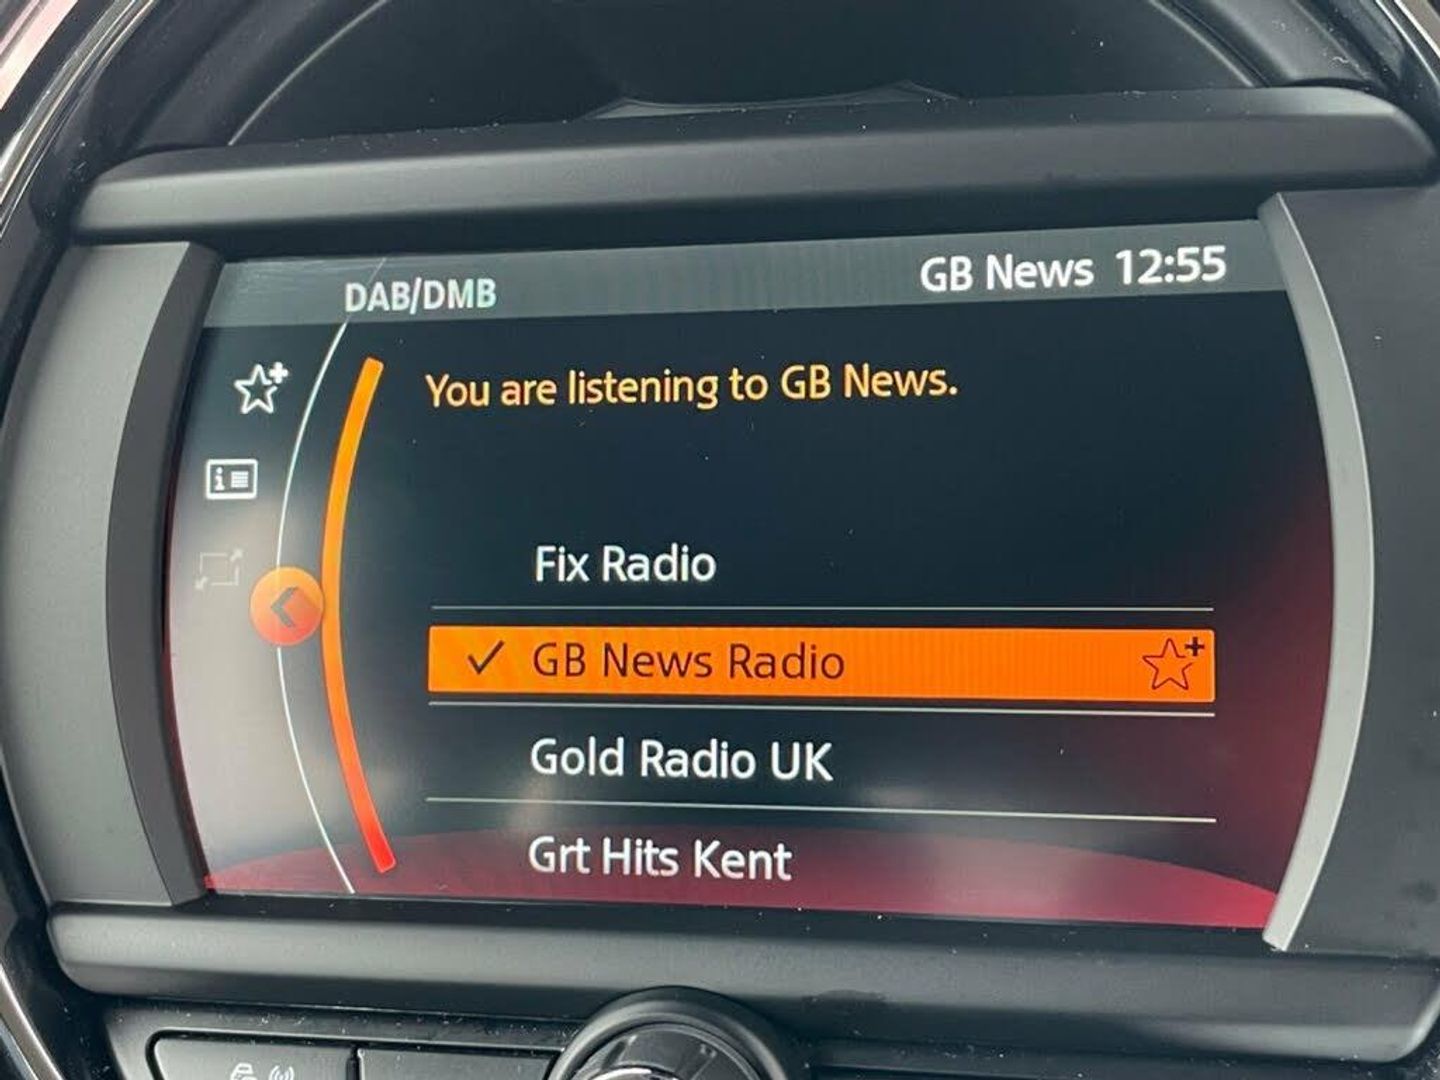 DAB/DMB
GB News 12:55
You are listening to GB News.
Fix Radio
GB News Radio
Gold Radio UK
Grt Hits Kent